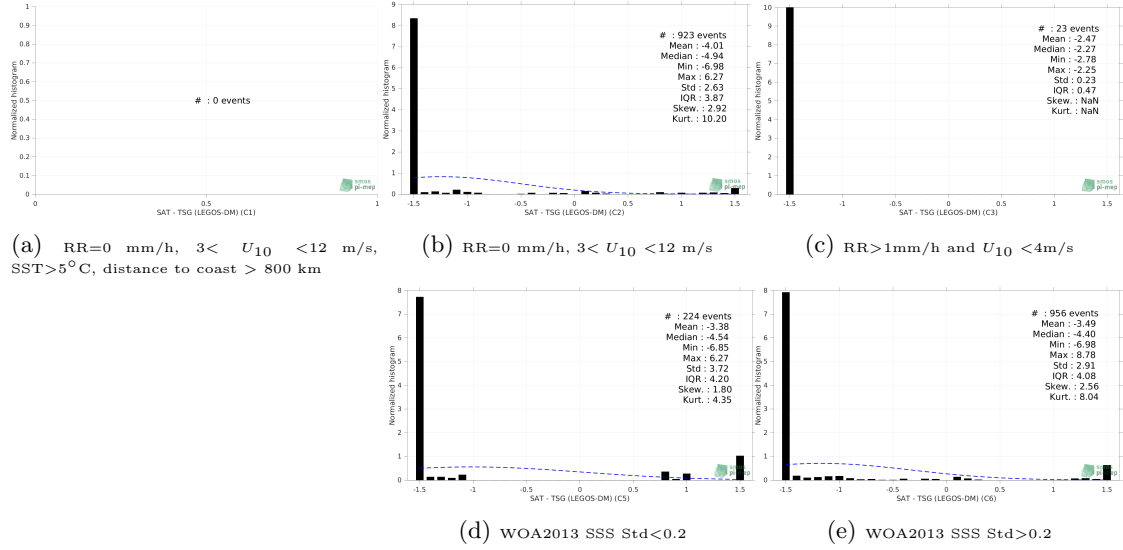 1
0.9
0.8
0.7
0.6
0.5
0.4
0.3
0.2
0.1
0
Normalized histogram
# : 0 events
smos
pi-mep
0 0.5 1
SAT - TSG (LEGOS-DM) (C1)
(a) RR=0 mm/h, 3< U10 <12 m/s,
SST>5°C, distance to coast > 800 km
9
8
7
6
5
4
3
2
1
0
Normalized histogram
# : 923 events
Mean : -4.01
Median : -4.94
Min : -6.98
Max : 6.27
Std : 2.63
IQR : 3.87
Skew. : 2.92
Kurt. : 10.20
smos
pi-mep
-1.5 -1 -0.5 0 0.5 1 1.5
SAT - TSG (LEGOS-DM) (C2)
(b) RR=0 mm/h, 3< U10 <12 m/s
10
9
8
7
6
5
4
3
2
1
0
Normalized histogram
# : 23 events
Mean : -2.47
Median : -2.27
Min : -2.78
Max : -2.25
Std : 0.23
IQR : 0.47
Skew. : NaN
Kurt. : NaN
smos
pi-mep
-1.5 -1 -0.5 0 0.5 1 1.5
SAT - TSG (LEGOS-DM) (C3)
(c) RR>1mm/h and U10 <4m/s
8
7
6
5
4
3
2
1
0
Normalized histogram
# : 224 events
Mean : -3.38
Median : -4.54
Min : -6.85
Max : 6.27
Std : 3.72
IQR : 4.20
Skew. : 1.80
Kurt. : 4.35
smos
pi-mep
-1.5 -1 -0.5 0 0.5 1 1.5
SAT - TSG (LEGOS-DM) (C5)
(d) WOA2013 SSS Std<0.2
8
7
6
5
4
3
2
1
0
Normalized histogram
# : 956 events
Mean : -3.49
Median : -4.40
Min : -6.98
Max : 8.78
Std : 2.91
IQR : 4.08
Skew. : 2.56
Kurt. : 8.04
smos
pi-mep
-1.5 -1 -0.5 0 0.5 1 1.5
SAT - TSG (LEGOS-DM) (C6)
(e) WOA2013 SSS Std>0.2